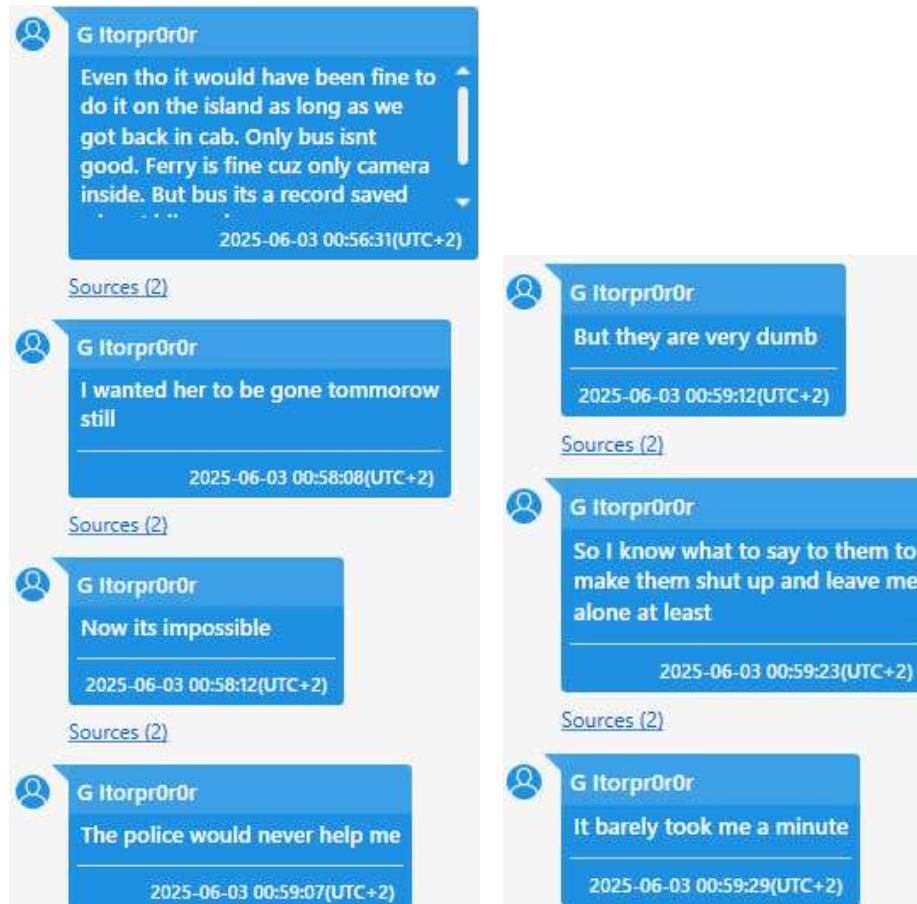 G Itorpr0r0r
Even tho it would have been fine to
do it on the island as long as we
got back in cab. Only bus isnt
good. Ferry is fine cuz only camera
inside. But bus its a record saved
2025-06-03 00:56:31(UTC+2)
Sources (2)
G Itorpr0r0r
I wanted her to be gone tommorow
still
2025-06-03 00:58:08(UTC+2)
Sources (2)
G Itorpr0r0r
Now its impossible
2025-06-03 00:58:12(UTC+2)
Sources (2)
G Itorpr0r0r
The police would never help me
2025-06-03 00:59:07(UTC+2)
G Itorpr0r0r
But they are very dumb
2025-06-03 00:59:12(UTC+2)
Sources (2)
G Itorpr0r0r
So I know what to say to them to
make them shut up and leave me
alone at least
2025-06-03 00:59:23(UTC+2)
Sources (2)
G Itorpr0r0r
It barely took me a minute
2025-06-03 00:59:29(UTC+2)